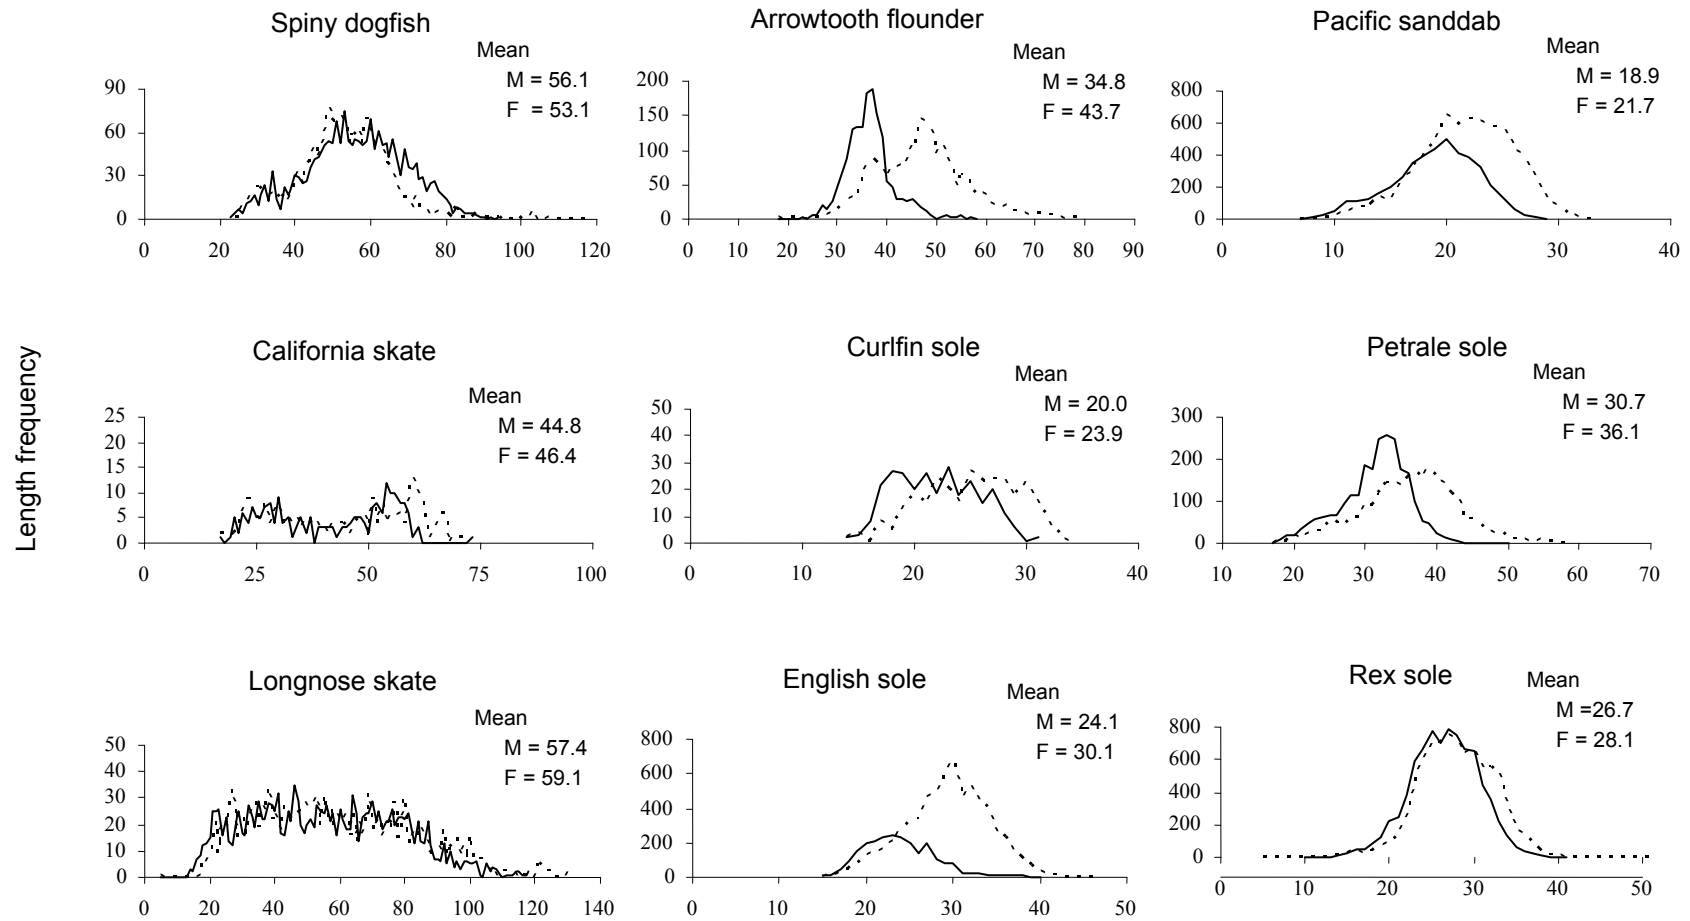 Spiny dogfish
Mean
M = 56.1
F = 53.1
90
60
30
0
0 20 40 60 80 100 120
Arrowtooth flounder
Mean
M = 34.8
F = 43.7
200
150
100
50
0
0 10 20 30 40 50 60 70 80 90
Pacific sanddab
Mean
M = 18.9
F = 21.7
800
600
400
200
0
0 10 20 30 40
Length frequency
California skate
Mean
M = 44.8
F = 46.4
25
20
15
10
5
0
0 25 50 75 100
Curlfin sole
Mean
M = 20.0
F = 23.9
50
40
30
20
10
0
0 10 20 30 40
Petrale sole
Mean
M = 30.7
F = 36.1
300
200
100
0
10 20 30 40 50 60 70
Longnose skate
Mean
M = 57.4
F = 59.1
50
40
30
20
10
0
0 20 40 60 80 100 120 140
English sole
Mean
M = 24.1
F = 30.1
800
600
400
200
0
0 10 20 30 40 50
Rex sole
Mean
M =26.7
F = 28.1
800
600
400
200
0
0 10 20 30 40 50